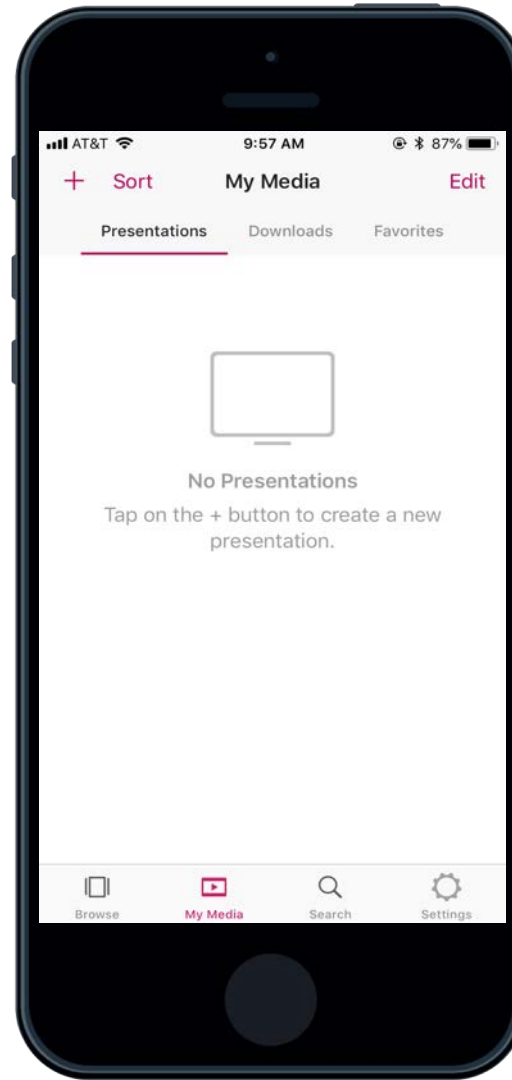 AT&T 9:57 AM 87%
+ Sort My Media Edit
Presentations Downloads Favorites
No Presentations
Tap on the + button to create a new
presentation.
Browse My Media Search Settings